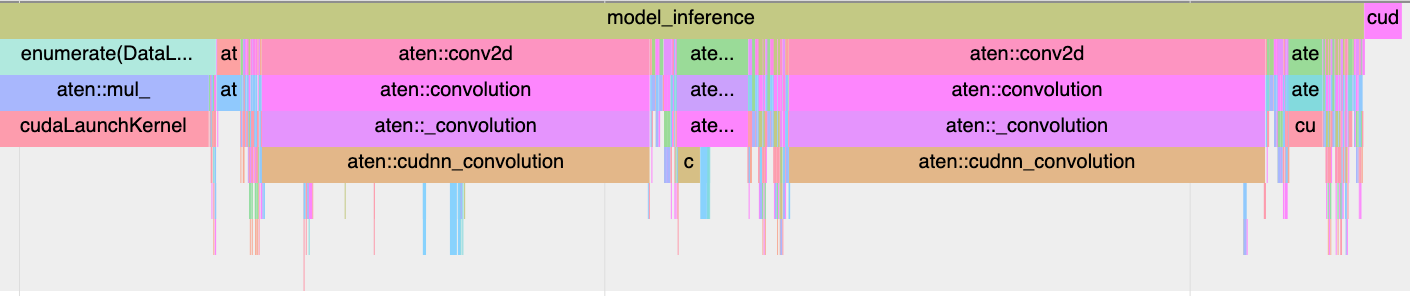 model_inference cud
enumerate(DataL... at aten::conv2d ate... aten::conv2d ate
aten::mul_ at aten::convolution ate... aten::convolution ate
cudaLaunchKernel aten::_convolution ate... aten::_convolution cu
aten::cudnn_convolution c aten::cudnn_convolution